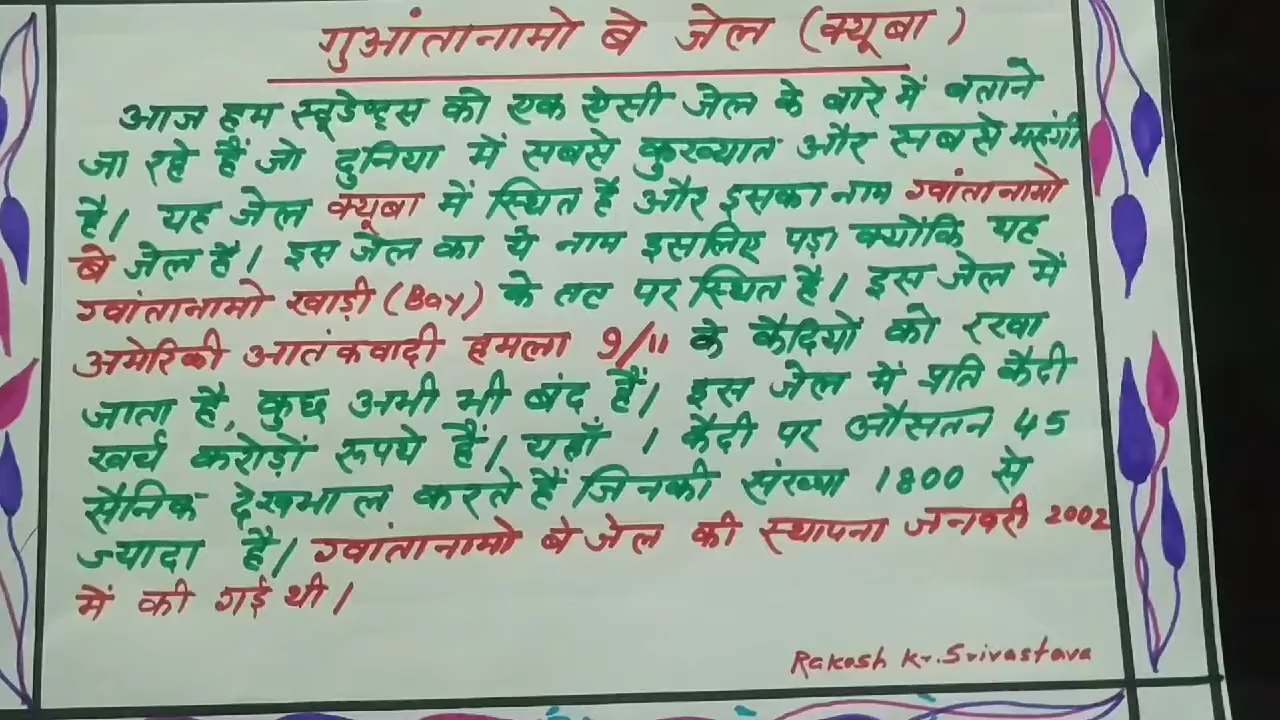 गुआंतानामो बे जेल (क्यूबा)
आज हम स्टूडेण्ट्स को एक ऐसी जेल के बारे में बताने
जा रहे हैं जो दुनिया में सबसे कुख्यात और सबसे महंगी
है। यह जेल क्यूबा में स्थित है और इसका नाम ग्वांतानामो
बे जेल है। इस जेल का ये नाम इसलिए पड़ा क्योंकि यह
ग्वांतानामो खाड़ी (Bay) के तट पर स्थित है। इस जेल में
अमेरिकी आतंकवादी हमला 9/11 के कैदियों को रखा
जाता है, कुछ अभी भी बंद हैं। इस जेल में प्रति कैदी
खर्च करोड़ों रूपये हैं। यहाँ 1 कैदी पर औसतन 45
सैनिक देखभाल करते हैं जिनकी संख्या 1800 से
ज्यादा है। ग्वांतानामो बे जेल की स्थापना जनवरी 2002
में की गई थी।
Rakesh Kr. Srivastava